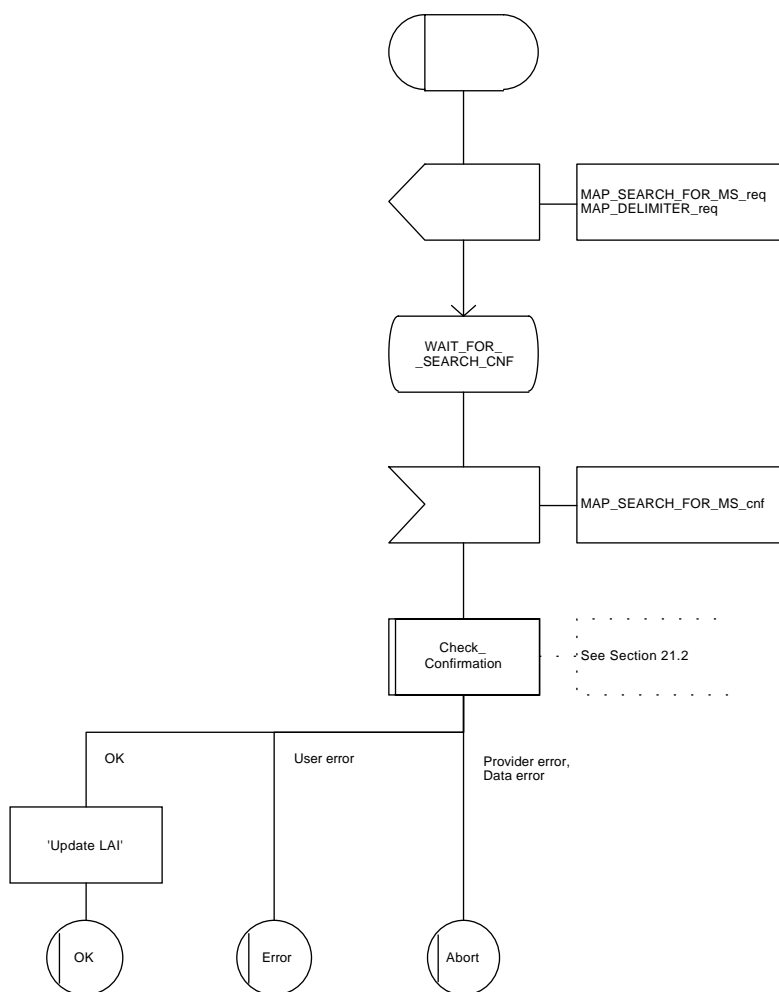 MAP_SEARCH_FOR_MS_req
MAP_DELIMITER_req
WAIT_FOR_
_SEARCH_CNF
MAP_SEARCH_FOR_MS_cnf
Check_
Confirmation
See Section 21.2
OK
User error
Provider error,
Data error
'Update LAI'
OK
Error
Abort